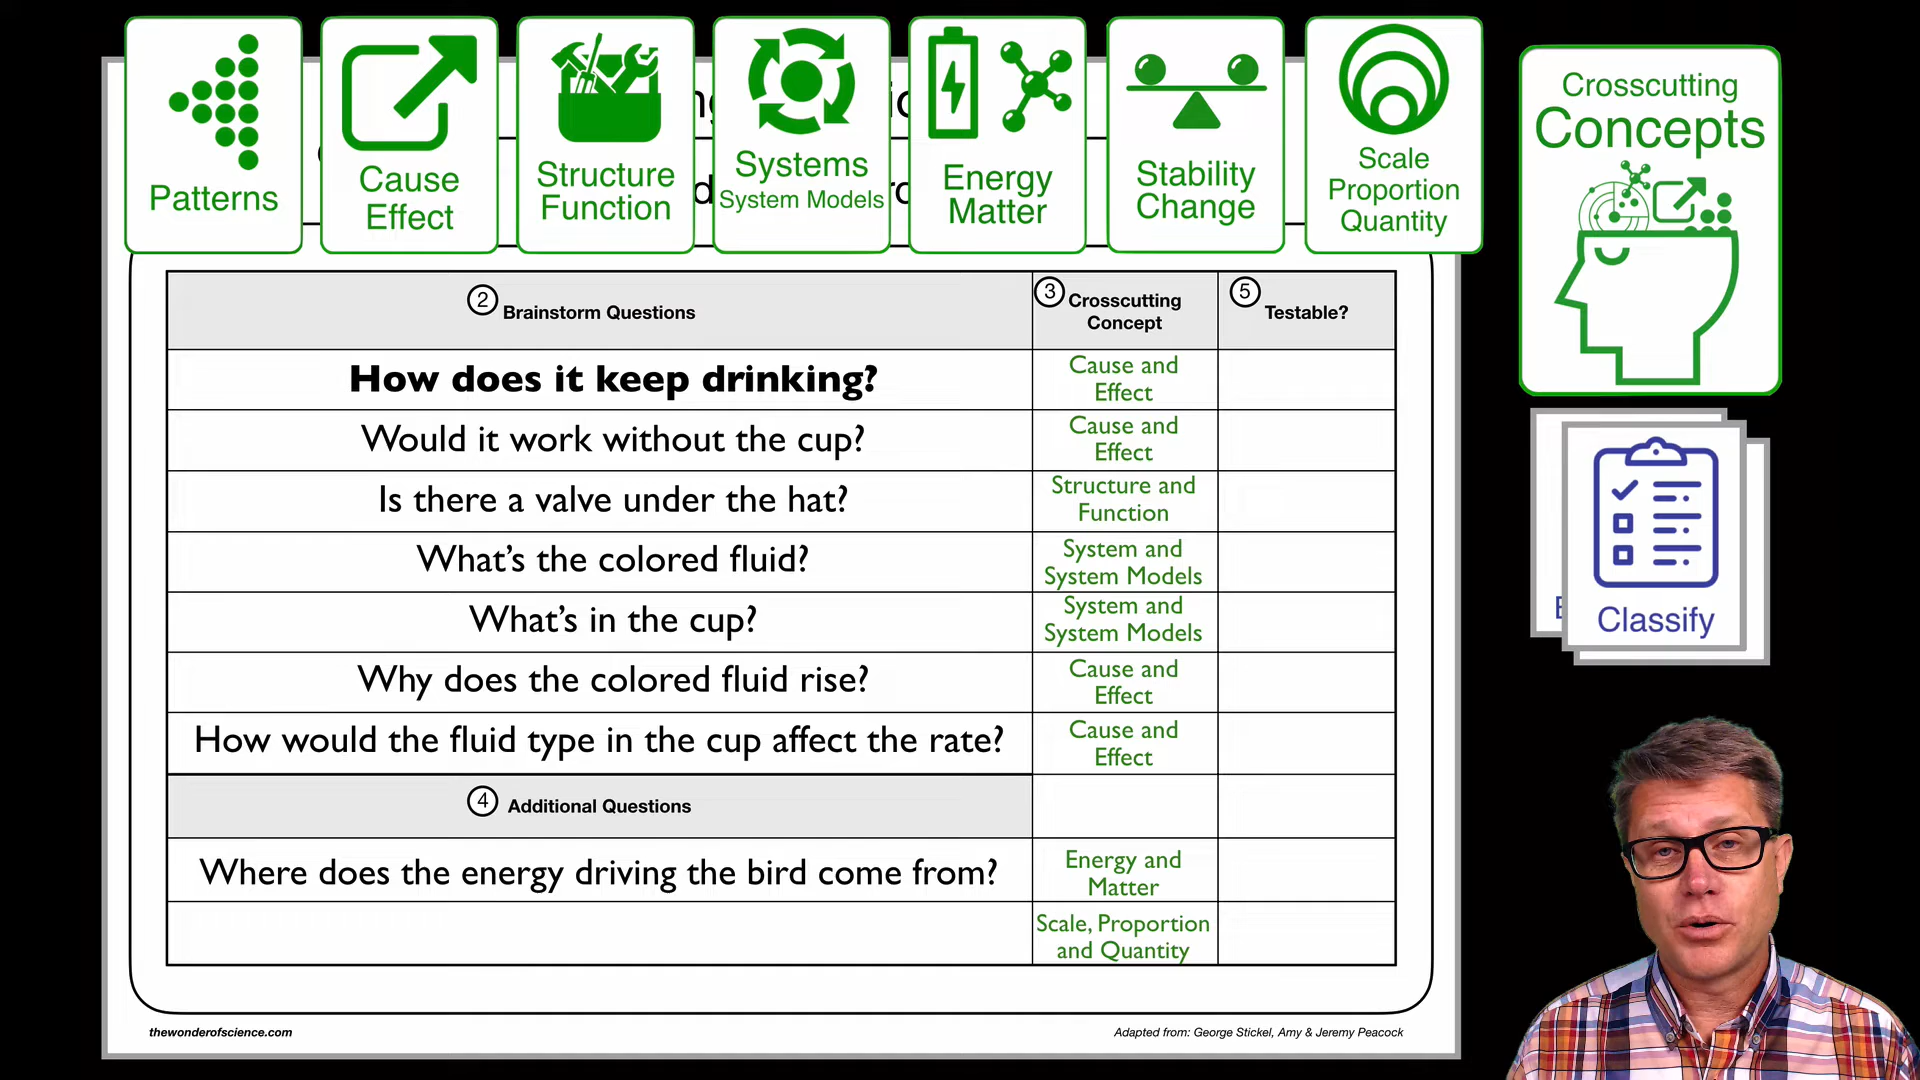 Patterns
Cause
Effect
Structure
Function
Systems
System Models
Energy
Matter
Stability
Change
Scale
Proportion
Quantity
Crosscutting
Concepts
2 Brainstorm Questions
3 Crosscutting
Concept
5 Testable?
How does it keep drinking?
Cause and
Effect
Would it work without the cup?
Cause and
Effect
Is there a valve under the hat?
Structure and
Function
What's the colored fluid?
System and
System Models
What's in the cup?
System and
System Models
Why does the colored fluid rise?
Cause and
Effect
How would the fluid type in the cup affect the rate?
Cause and
Effect
4 Additional Questions
Where does the energy driving the bird come from?
Energy and
Matter
Scale, Proportion
and Quantity
Classify
thewonderofscience.com
Adapted from: George Stickel, Amy & Jeremy Peacock